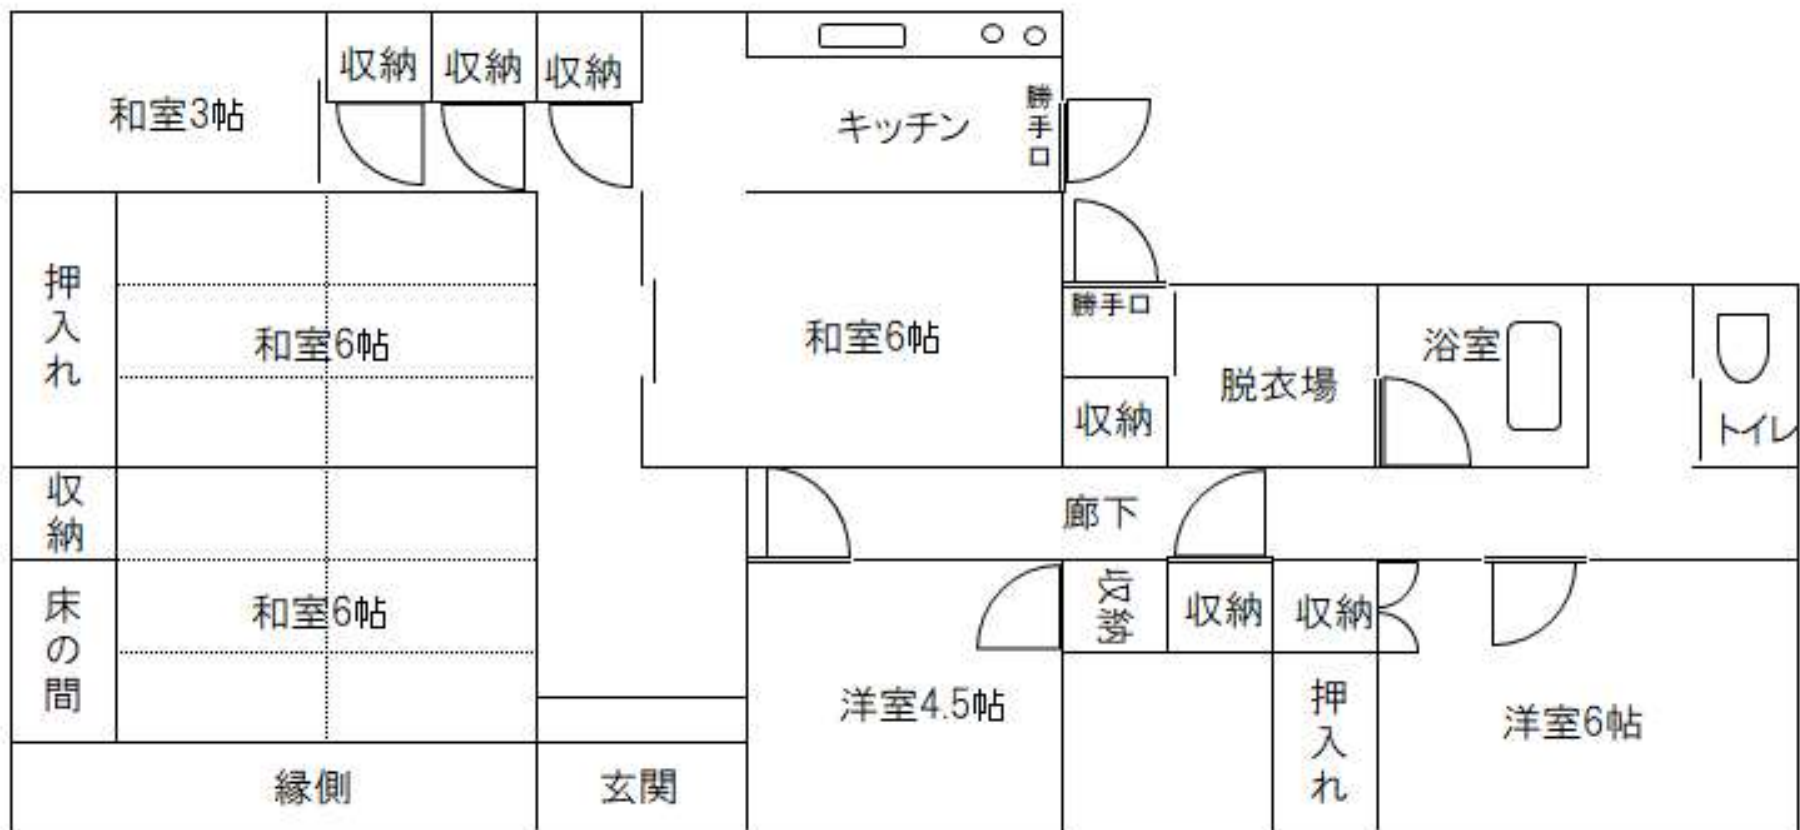 収納
収納
収納
和室3帖
キッチン
勝手口
押入れ
和室6帖
和室6帖
勝手口
収納
脱衣場
浴室
トイレ
収納
廊下
床の間
和室6帖
収納
収納
収納
洋室4.5帖
押入れ
洋室6帖
縁側
玄関